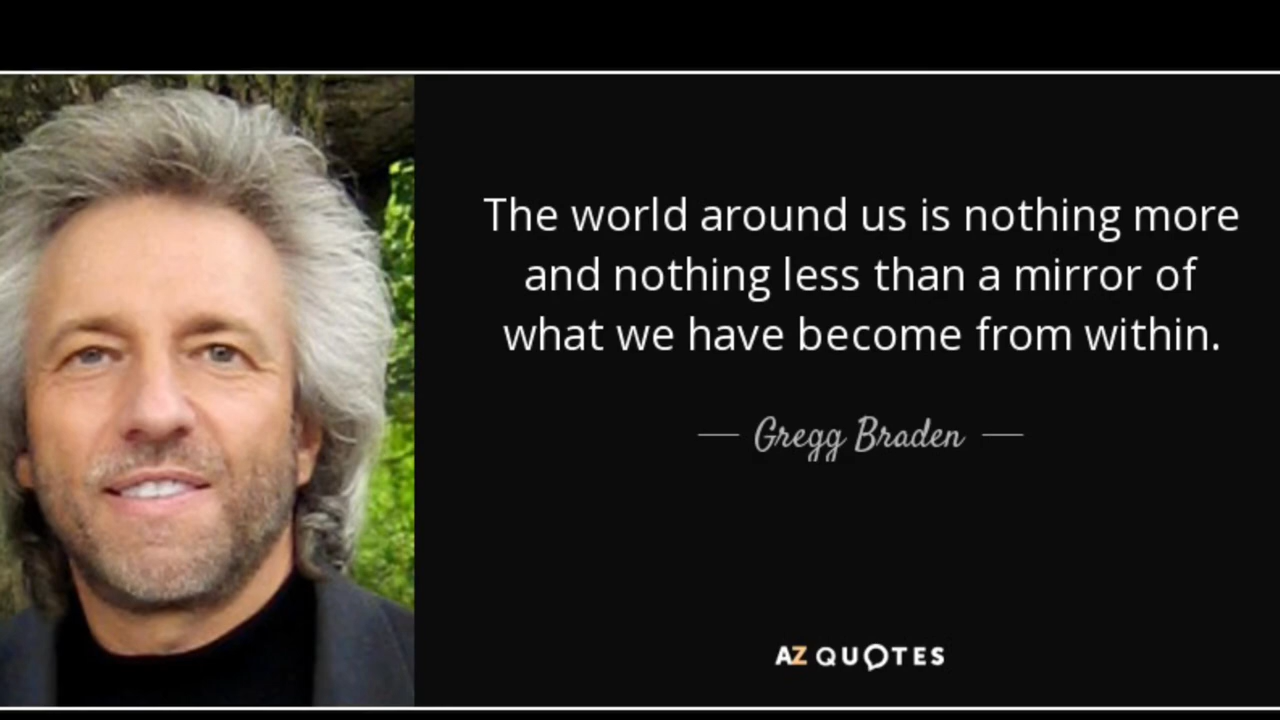 The world around us is nothing more
and nothing less than a mirror of
what we have become from within.
— Gregg Braden —
AZ QUOTES